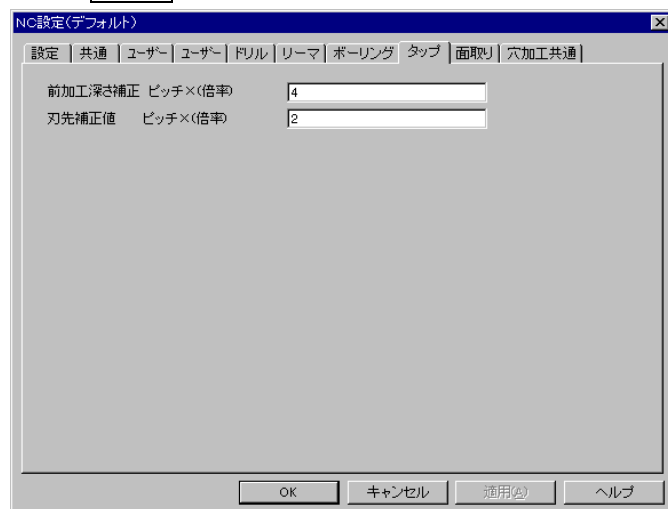 NC設定(デフォルト)
設定 共通 ユーザー ユーザー ドリル リーマ ボーリング タップ 面取り 穴加工共通
前加工深さ補正 ピッチ×(倍率) 4
刃先補正値 ピッチ×(倍率) 2
OK キャンセル 適用(A) ヘルプ